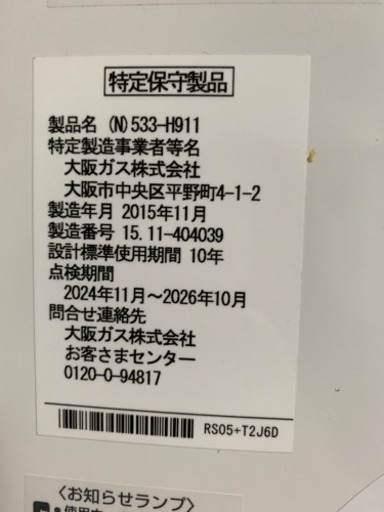 特定保守製品
製品名 (N)533-H911
特定製造事業者等名
大阪ガス株式会社
大阪市中央区平野町4-1-2
製造年月 2015年11月
製造番号 15.11-404039
設計標準使用期間 10年
点検期間
2024年11月～2026年10月
問合せ連絡先
大阪ガス株式会社
お客さまセンター
0120-0-94817
RS05+T2J6D
〈お知らせランプ〉